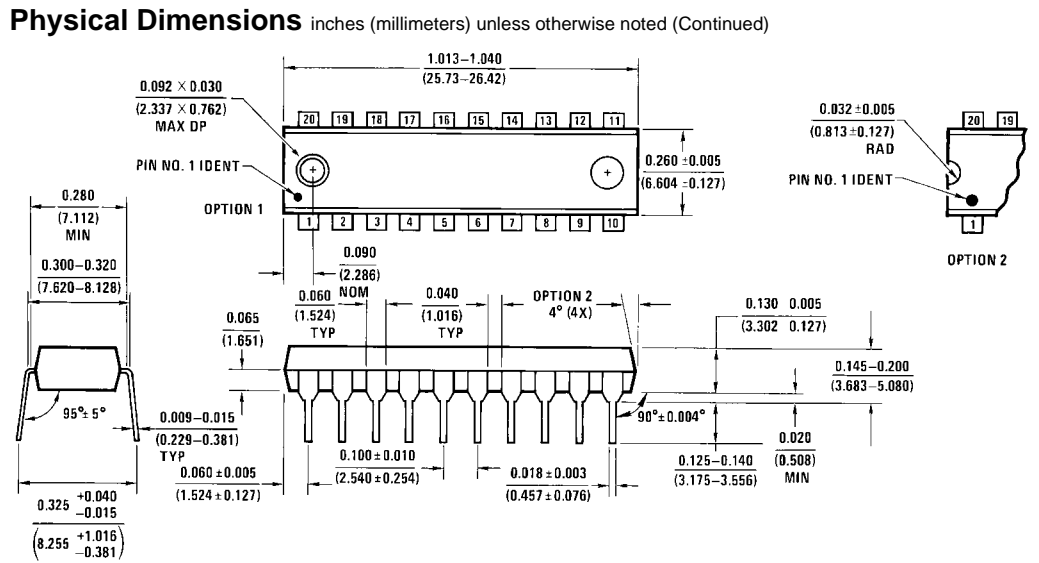 Physical Dimensions inches (millimeters) unless otherwise noted (Continued)
1.013–1.040
(25.73–26.42)
0.092 × 0.030
(2.337 × 0.762)
MAX DP
PIN NO. 1 IDENT
OPTION 1
20 19 18 17 16 15 14 13 12 11
1 2 3 4 5 6 7 8 9 10
0.260 ±0.005
(6.604 ±0.127)
0.032 ±0.005
(0.813 ±0.127)
RAD
PIN NO. 1 IDENT
20 19
1
OPTION 2
0.280
(7.112)
MIN
0.300–0.320
(7.620–8.128)
0.090
(2.286)
NOM
0.065
(1.651)
0.060
(1.524)
TYP
0.040
(1.016)
TYP
OPTION 2
4° (4X)
0.130 0.005
(3.302 0.127)
0.145–0.200
(3.683–5.080)
95°± 5°
0.009–0.015
(0.229–0.381)
TYP
90°±0.004°
0.020
(0.508)
MIN
0.125–0.140
(3.175–3.556)
0.100 ±0.010
(2.540 ±0.254)
0.018 ±0.003
(0.457 ±0.076)
0.060 ±0.005
(1.524 ±0.127)
0.325 +0.040
–0.015
(8.255 +1.016
–0.381)